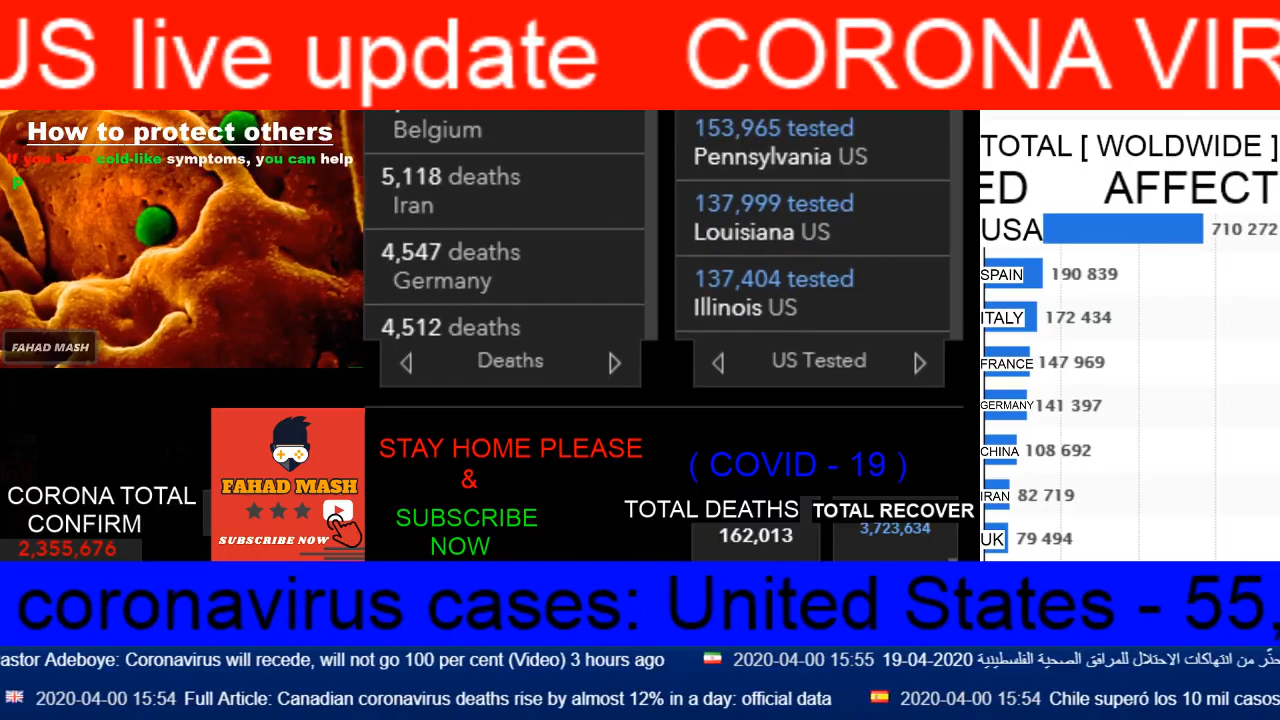 US live update CORONA VIR
How to protect others
If you have cold-like symptoms, you can help
p
FAHAD MASH
Belgium
5,118 deaths
Iran
4,547 deaths
Germany
4,512 deaths
Deaths
153,965 tested
Pennsylvania US
137,999 tested
Louisiana US
137,404 tested
Illinois US
US Tested
TOTAL [ WOLDWIDE ]
ED AFFECT
USA 710 272
SPAIN 190 839
ITALY 172 434
FRANCE 147 969
GERMANY 141 397
CHINA 108 692
IRAN 82 719
UK 79 494
CORONA TOTAL
CONFIRM
2,355,676
FAHAD MASH
SUBSCRIBE NOW
STAY HOME PLEASE
&
SUBSCRIBE
NOW
( COVID - 19 )
TOTAL DEATHS
162,013
TOTAL RECOVER
3,723,634
coronavirus cases: United States - 55,
astor Adeboye: Coronavirus will recede, will not go 100 per cent (Video) 3 hours ago 2020-04-00 15:55 19-04-2020 حذّر من انتهاكات الاحتلال للمرافق الصحية الفلسطينية
2020-04-00 15:54 Full Article: Canadian coronavirus deaths rise by almost 12% in a day: official data 2020-04-00 15:54 Chile superó los 10 mil casos